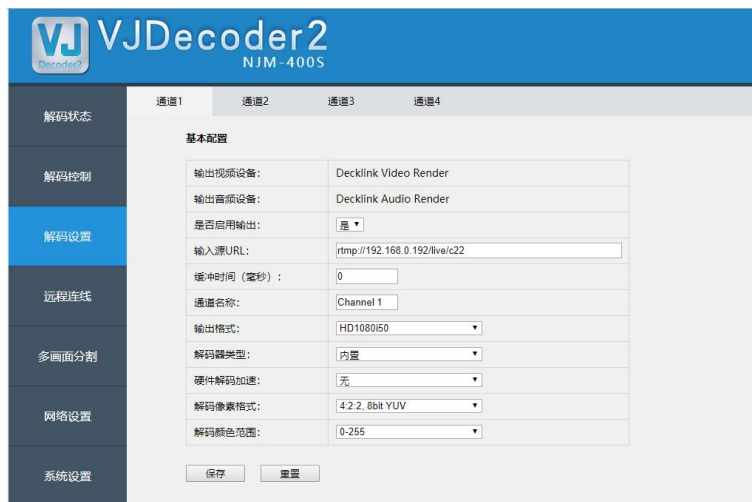 VJ
Decoder2
VJDecoder2
NJM-400S
解码状态
解码控制
解码设置
远程连线
多画面分割
网络设置
系统设置
通道1 通道2 通道3 通道4
基本配置
输出视频设备: Decklink Video Render
输出音频设备: Decklink Audio Render
是否启用输出: 是
输入源URL: rtmp://192.168.0.192/live/c22
缓冲时间（毫秒）: 0
通道名称: Channel 1
输出格式: HD1080i50
解码器类型: 内置
硬件解码加速: 无
解码像素格式: 4:2:2, 8bit YUV
解码颜色范围: 0-255
保存 重置